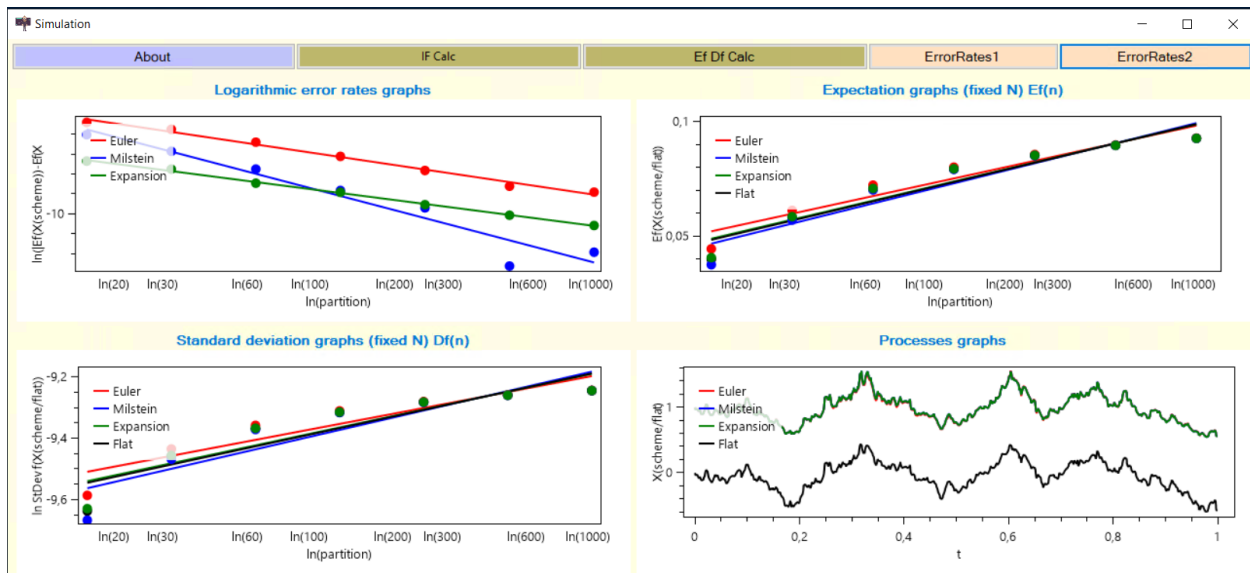 Simulation
About
IF Calc
Ef Df Calc
ErrorRates1
ErrorRates2
Logarithmic error rates graphs
ln(|Ef(X(scheme))-EfX
-10
Euler
Milstein
Expansion
ln(20) ln(30) ln(60) ln(100) ln(200) ln(300) ln(600) ln(1000)
ln(partition)
Expectation graphs (fixed N) Ef(n)
Ef(X(scheme/flat))
0,1
0,05
Euler
Milstein
Expansion
Flat
ln(20) ln(30) ln(60) ln(100) ln(200) ln(300) ln(600) ln(1000)
ln(partition)
Standard deviation graphs (fixed N) Df(n)
ln StDev f(X(scheme/flat))
-9,2
-9,4
-9,6
Euler
Milstein
Expansion
Flat
ln(20) ln(30) ln(60) ln(100) ln(200) ln(300) ln(600) ln(1000)
ln(partition)
Processes graphs
X(scheme/flat)
1
0
Euler
Milstein
Expansion
Flat
0 0,2 0,4 0,6 0,8 1
t